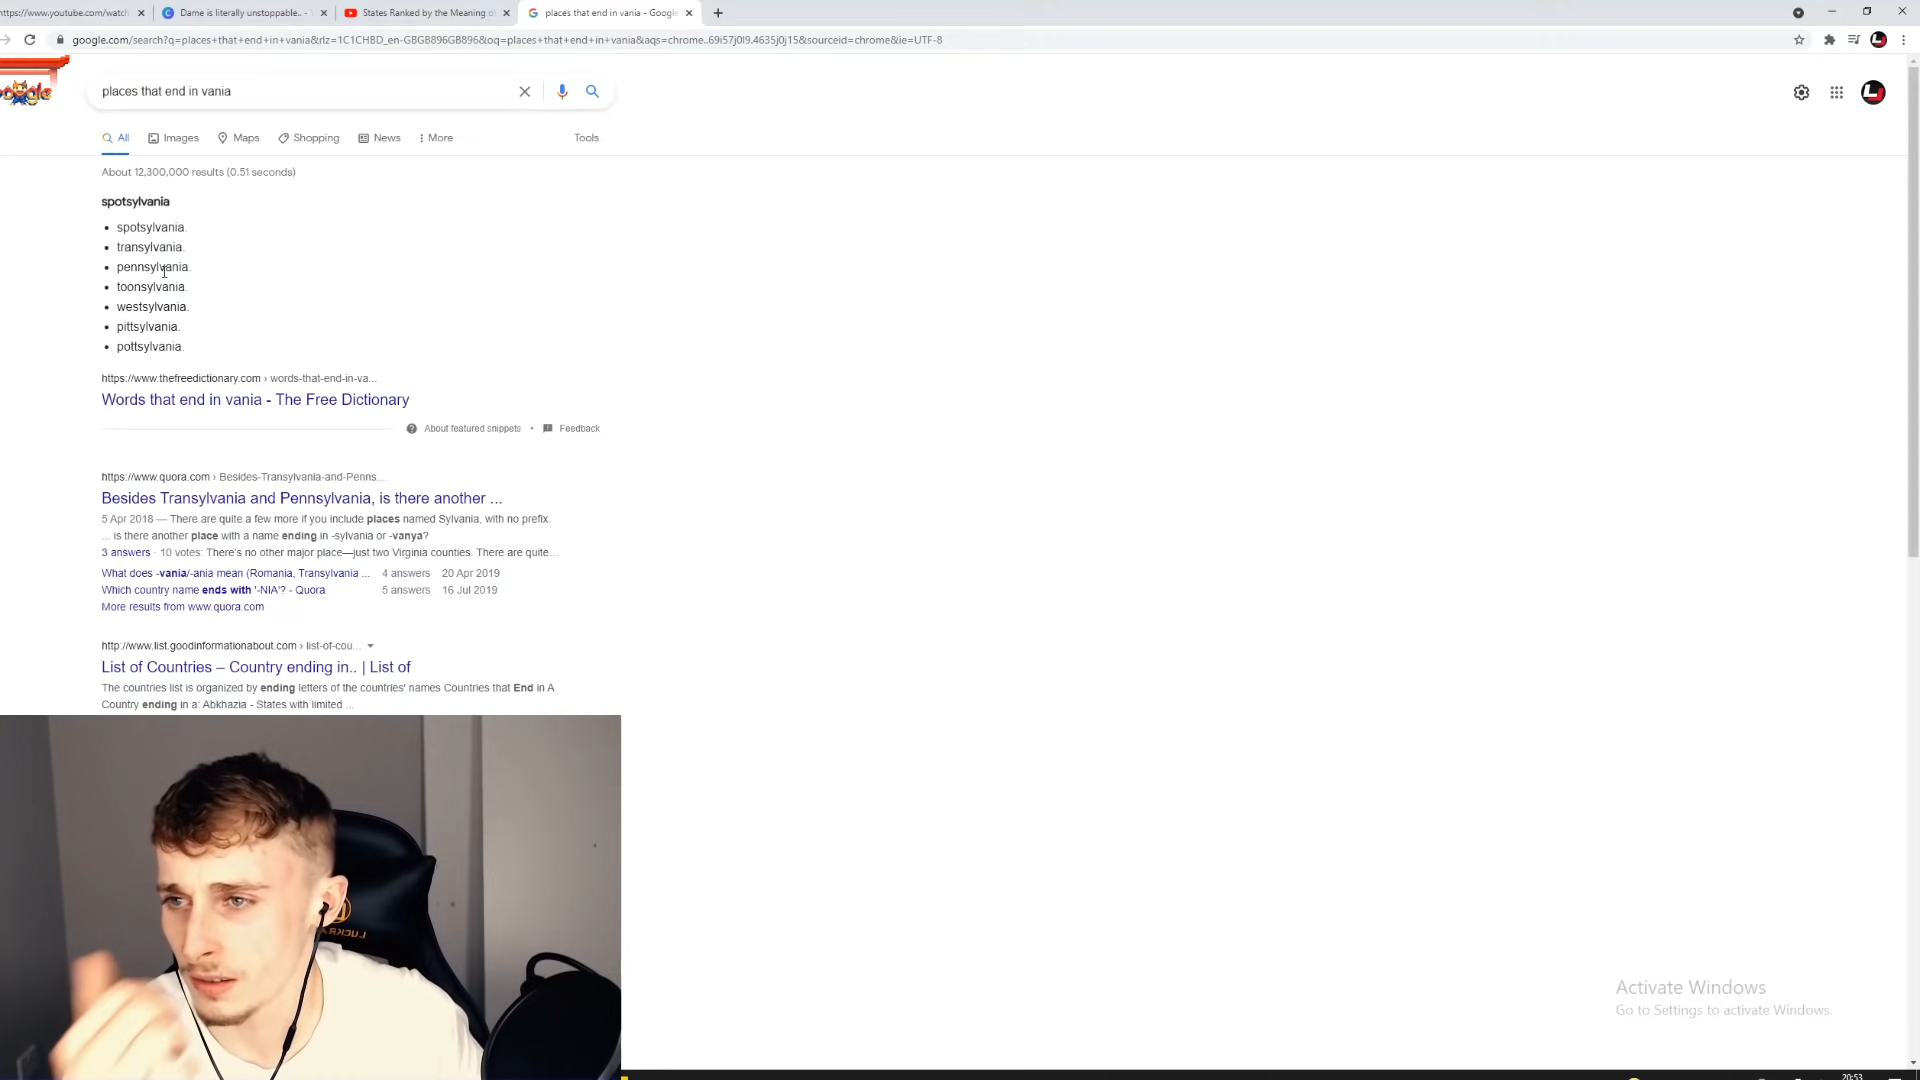 https://www.youtube.com/watch
Dame is literally unstoppable.. -
States Ranked by the Meaning o
places that end in vania - Google
google.com/search?q=places+that+end+in+vania&rlz=1C1CHBD_en-GBGB896GB896&oq=places+that+end+in+vania&aqs=chrome..69i57j0l9.4635j0j15&sourceid=chrome&ie=UTF-8
places that end in vania
All Images Maps Shopping News More Tools
About 12,300,000 results (0.51 seconds)
spotsylvania
spotsylvania.
transylvania.
pennsylvania.
toonsylvania.
westsylvania.
pittsylvania.
pottsylvania.
https://www.thefreedictionary.com › words-that-end-in-va...
Words that end in vania - The Free Dictionary
About featured snippets • Feedback
https://www.quora.com › Besides-Transylvania-and-Penns...
Besides Transylvania and Pennsylvania, is there another ...
5 Apr 2018 — There are quite a few more if you include places named Sylvania, with no prefix.
... is there another place with a name ending in -sylvania or -vanya?
3 answers · 10 votes: There's no other major place—just two Virginia counties. There are quite...
What does -vania/-ania mean (Romania, Transylvania ... 4 answers 20 Apr 2019
Which country name ends with '-NIA'? - Quora 5 answers 16 Jul 2019
More results from www.quora.com
http://www.list.goodinformationabout.com › list-of-cou...
List of Countries – Country ending in.. | List of
The countries list is organized by ending letters of the countries' names Countries that End in A
Country ending in a: Abkhazia - States with limited ...
Activate Windows
Go to Settings to activate Windows.
20:53